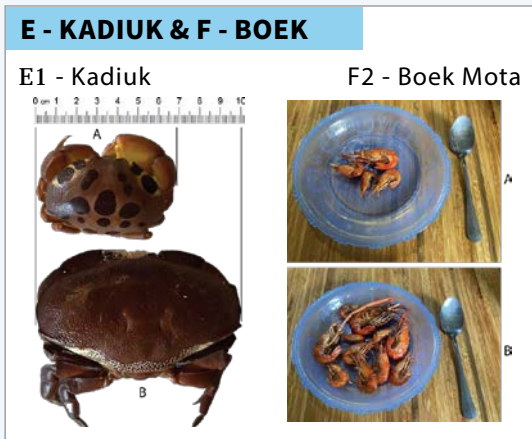 E - KADIUK & F - BOEK
E1 - Kadiuk
F2 - Boek Mota
0 cm 1 2 3 4 5 6 7 8 9 10
A
B
A
B